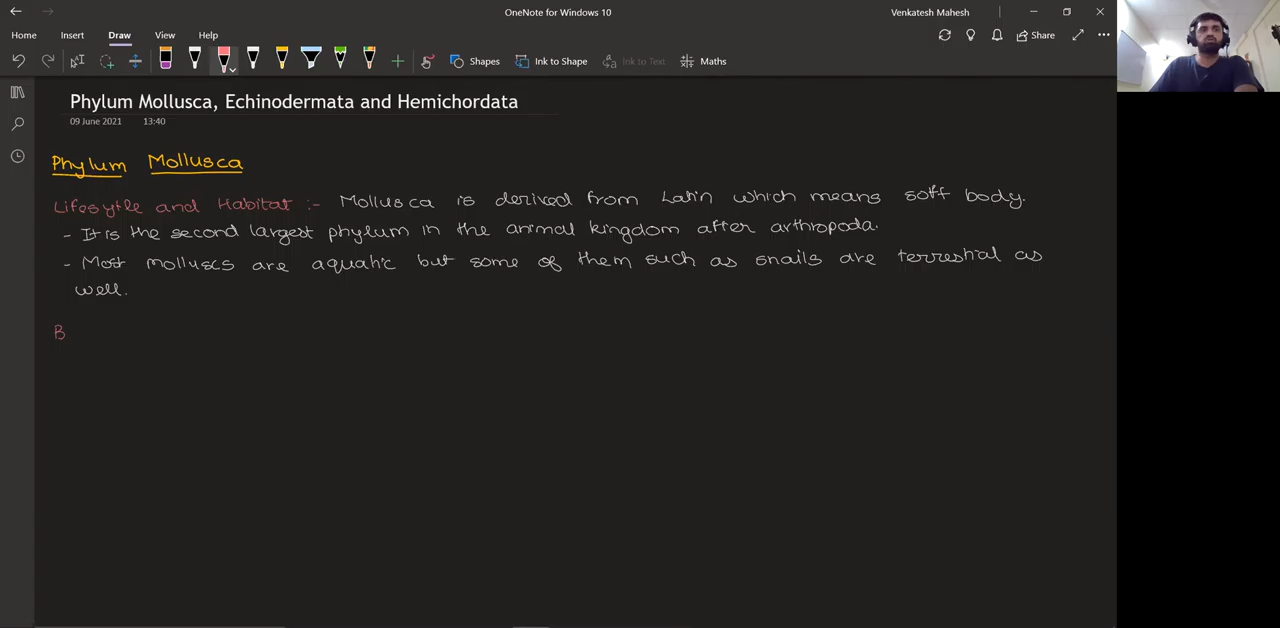 OneNote for Windows 10
Venkatesh Mahesh
Home Insert Draw View Help
Share
Shapes Ink to Shape Ink to Text Maths
Phylum Mollusca, Echinodermata and Hemichordata
09 June 2021 13:40
Phylum Mollusca
Lifesytle and Habitat :- Mollusca is derived from Latin which means soft body.
- It is the second largest phylum in the animal kingdom after arthropoda.
- Most molluscs are aquatic but some of them such as snails are terrestrial as
well.
B